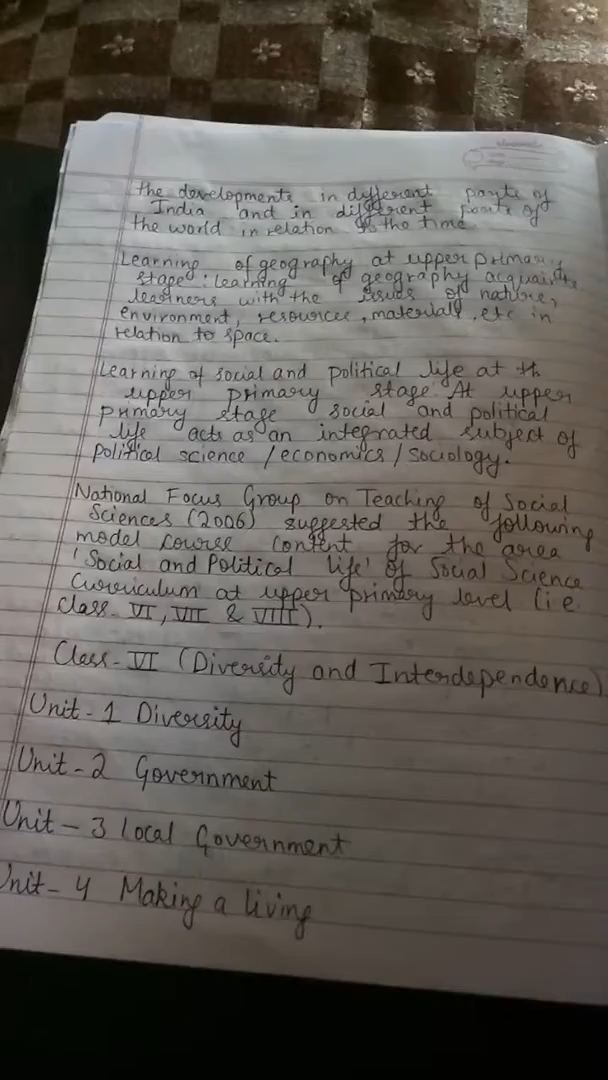 the developments in different parts of
India and in different parts of
the world in relation to the time
Learning of geography at upper primary
stage: Learning of geography acquaints
learners with the issues of nature,
environment, resources, materials, etc in
relation to space.
Learning of social and political life at th
upper primary stage. At upper
primary stage social and political
life acts as an integrated subject of
political science /economics / sociology.
National Focus Group on Teaching of Social
Sciences (2006) suggested the following
model course content for the area
'Social and Political life' of Social Science
Curriculum at upper primary level (i.e
Class- VI, VII & VIII).
Class- VI (Diversity and Interdependence)
Unit- 1 Diversity
Unit-2 Government
Unit - 3 Local Government
Unit- 4 Making a living